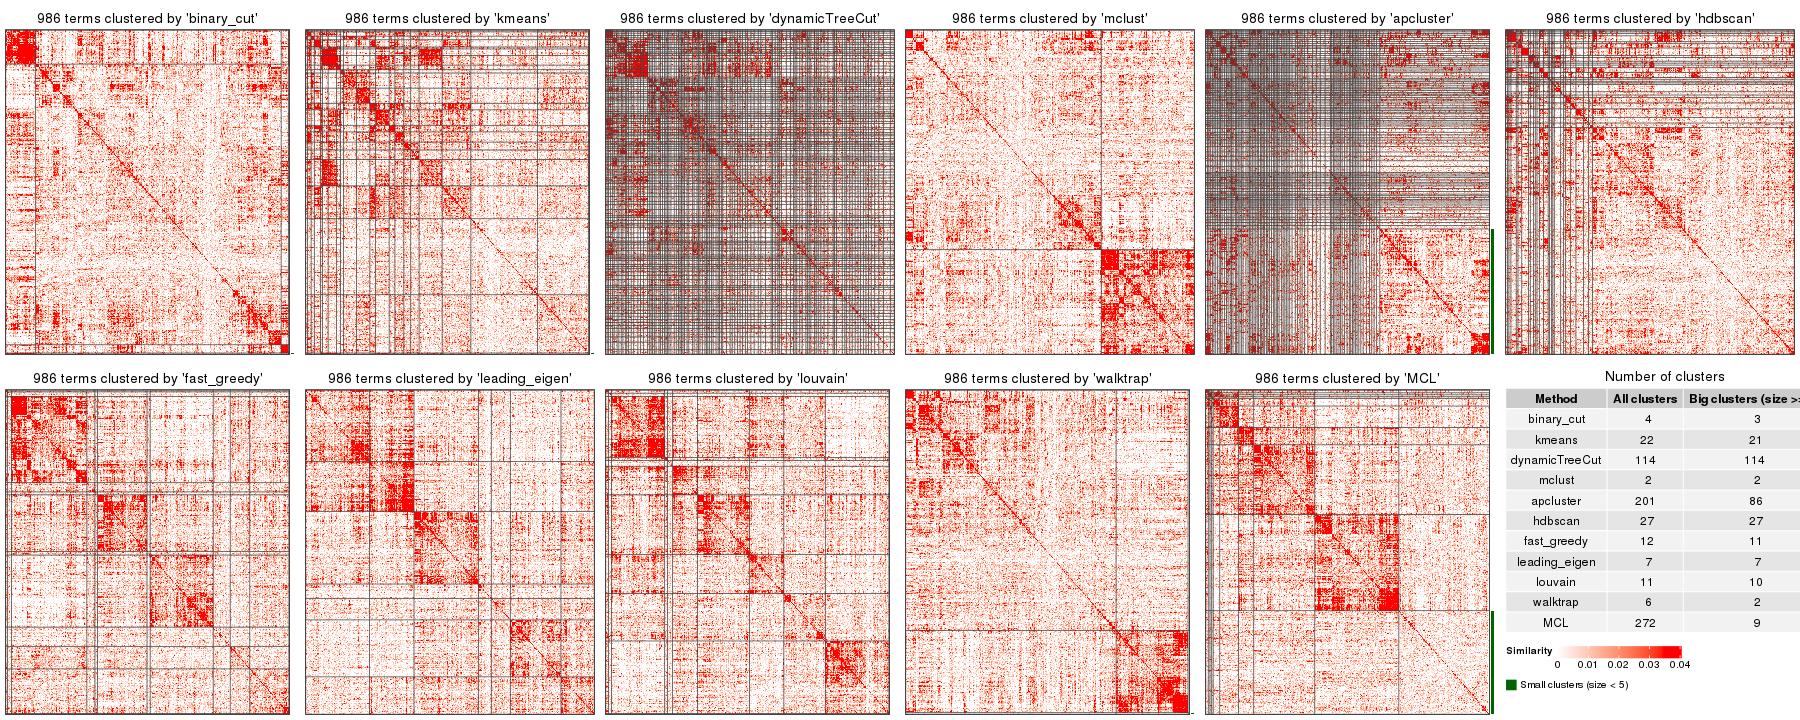 986 terms clustered by 'binary_cut'
986 terms clustered by 'kmeans'
986 terms clustered by 'dynamicTreeCut'
986 terms clustered by 'mclust'
986 terms clustered by 'apcluster'
986 terms clustered by 'hdbscan'
986 terms clustered by 'fast_greedy'
986 terms clustered by 'leading_eigen'
986 terms clustered by 'louvain'
986 terms clustered by 'walktrap'
986 terms clustered by 'MCL'
Number of clusters
Method All clusters Big clusters (size >
binary_cut 4 3
kmeans 22 21
dynamicTreeCut 114 114
mclust 2 2
apcluster 201 86
hdbscan 27 27
fast_greedy 12 11
leading_eigen 7 7
louvain 11 10
walktrap 6 2
MCL 272 9
Similarity
0 0.01 0.02 0.03 0.04
Small clusters (size < 5)